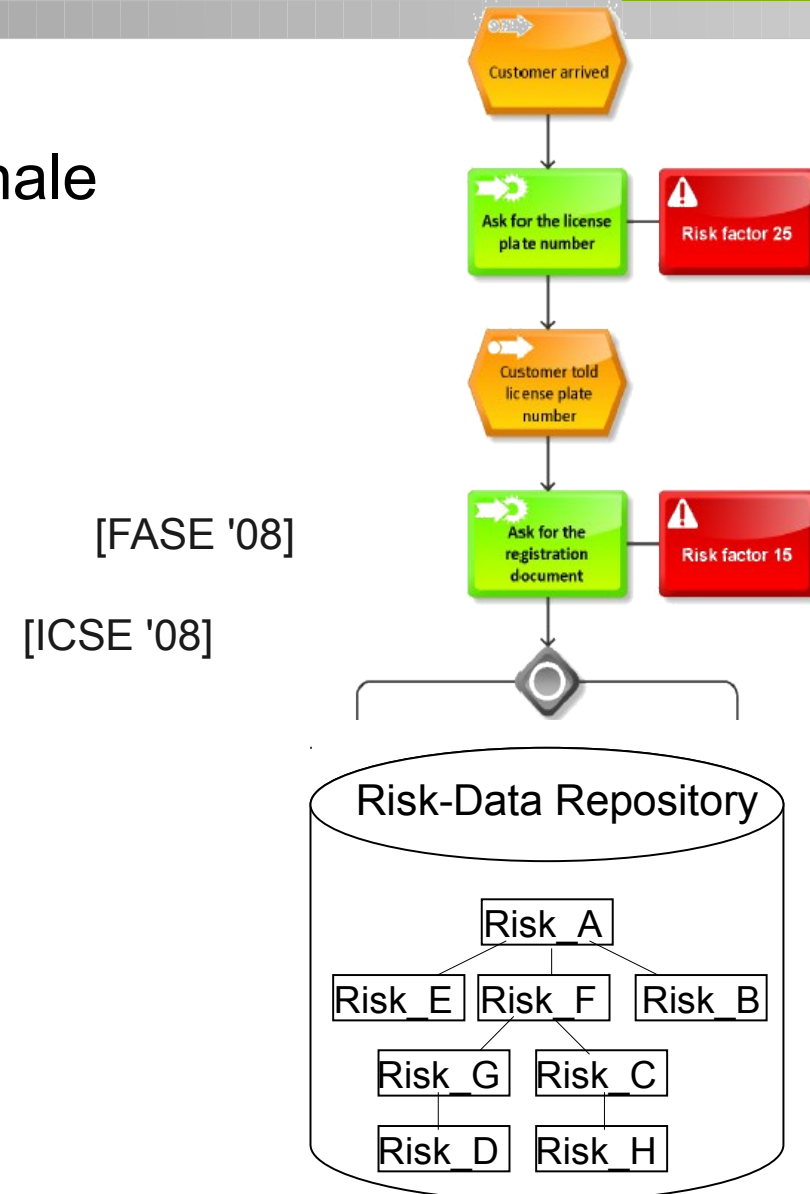 Customer arrived
nale
Ask for the license
plate number
Risk factor 25
Customer told
license plate
number
[FASE '08]
Ask for the
registration
document
Risk factor 15
[ICSE '08]
Risk-Data Repository
Risk_A
Risk_E
Risk_F
Risk_B
Risk_G
Risk_C
Risk_D
Risk_H